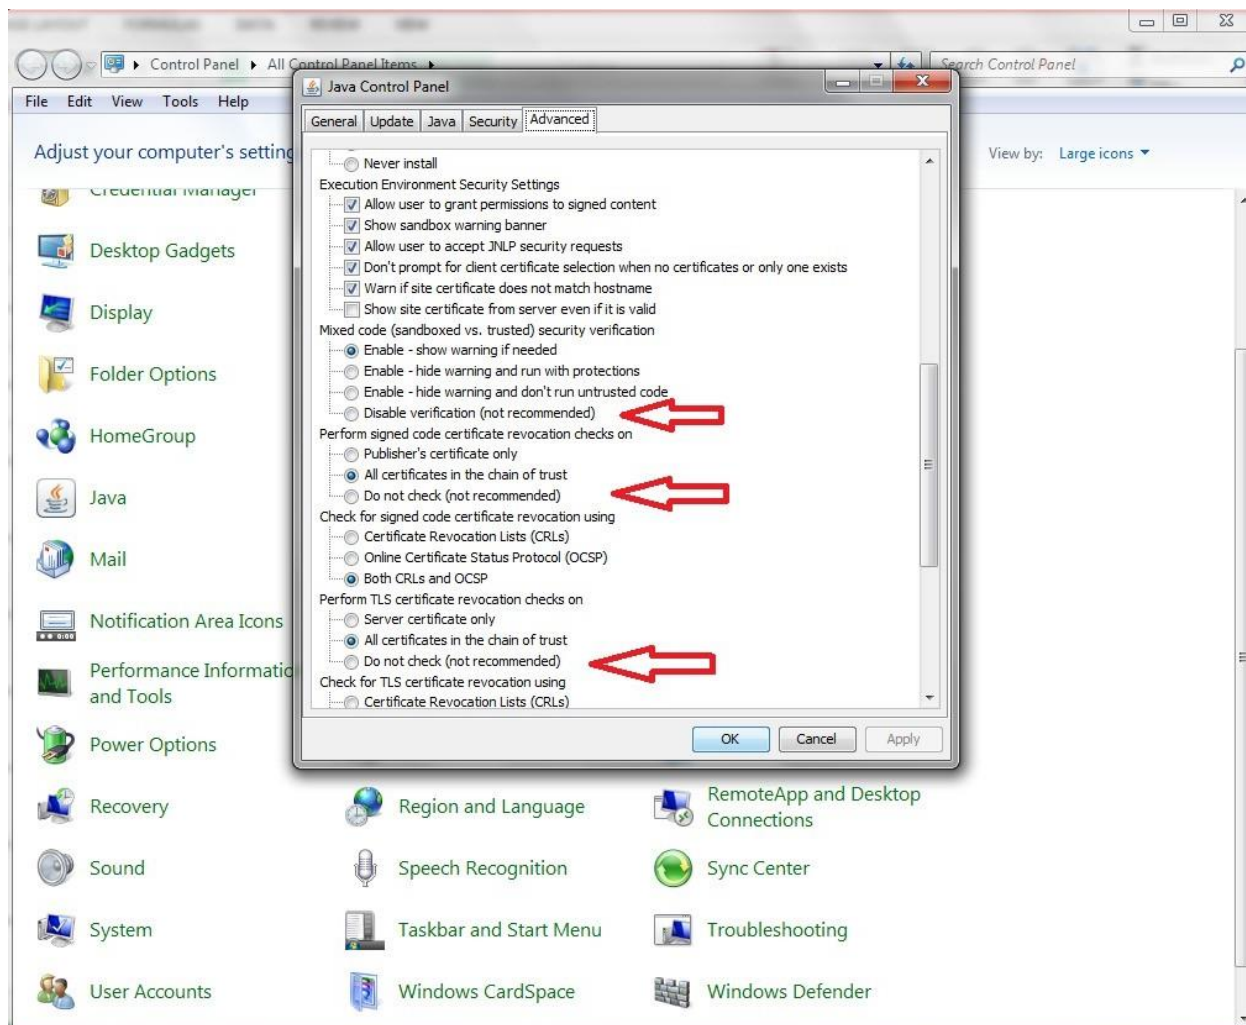 Control Panel
All Control Panel Items
Search Control Panel
File Edit View Tools Help
Adjust your computer's setting
View by: Large icons
Credential Manager
Desktop Gadgets
Display
Folder Options
HomeGroup
Java
Mail
Notification Area Icons
Performance Informatio
and Tools
Power Options
Recovery
Region and Language
RemoteApp and Desktop
Connections
Sound
Speech Recognition
Sync Center
System
Taskbar and Start Menu
Troubleshooting
User Accounts
Windows CardSpace
Windows Defender
Java Control Panel
General Update Java Security Advanced
Never install
Execution Environment Security Settings
Allow user to grant permissions to signed content
Show sandbox warning banner
Allow user to accept JNLP security requests
Don't prompt for client certificate selection when no certificates or only one exists
Warn if site certificate does not match hostname
Show site certificate from server even if it is valid
Mixed code (sandboxed vs. trusted) security verification
Enable - show warning if needed
Enable - hide warning and run with protections
Enable - hide warning and don't run untrusted code
Disable verification (not recommended)
Perform signed code certificate revocation checks on
Publisher's certificate only
All certificates in the chain of trust
Do not check (not recommended)
Check for signed code certificate revocation using
Certificate Revocation Lists (CRLs)
Online Certificate Status Protocol (OCSP)
Both CRLs and OCSP
Perform TLS certificate revocation checks on
Server certificate only
All certificates in the chain of trust
Do not check (not recommended)
Check for TLS certificate revocation using
Certificate Revocation Lists (CRLs)
OK Cancel Apply